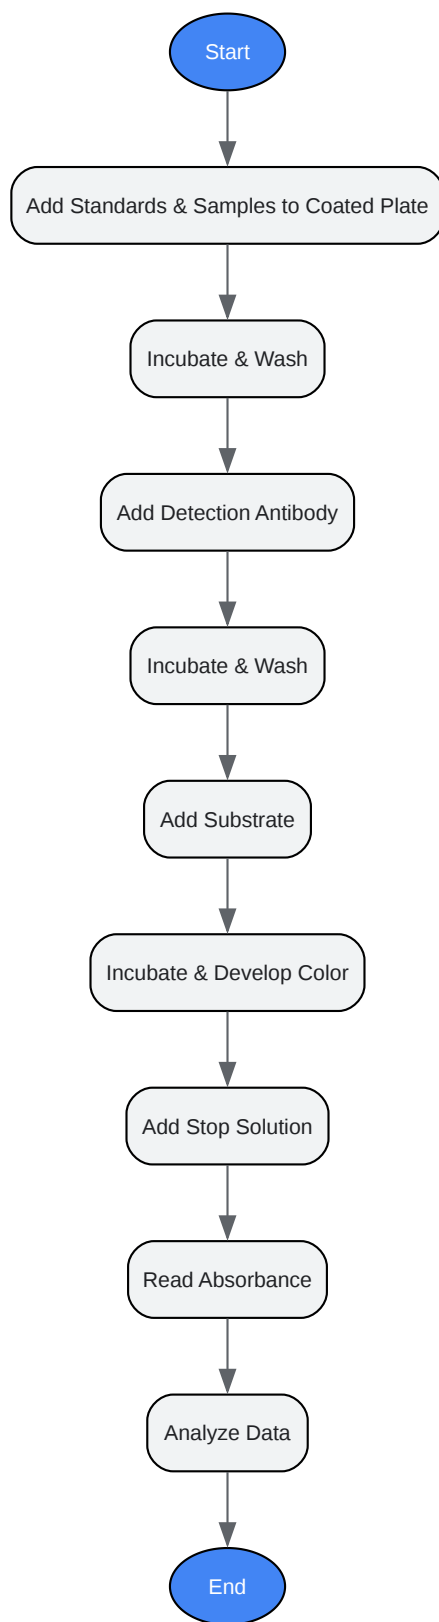 Start
Add Standards & Samples to Coated Plate
Incubate & Wash
Add Detection Antibody
Incubate & Wash
Add Substrate
Incubate & Develop Color
Add Stop Solution
Read Absorbance
Analyze Data
End